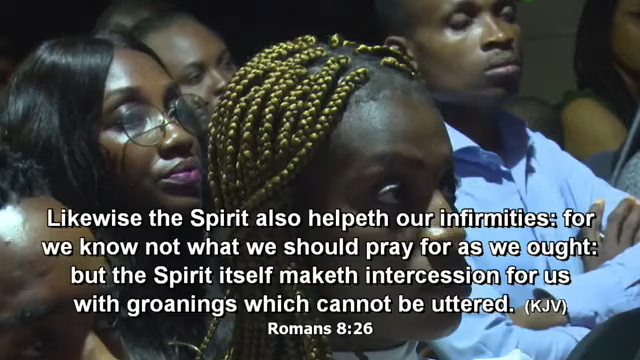 Likewise the Spirit also helpeth our infirmities: for
we know not what we should pray for as we ought:
but the Spirit itself maketh intercession for us
with groanings which cannot be uttered. (KJV)
Romans 8:26